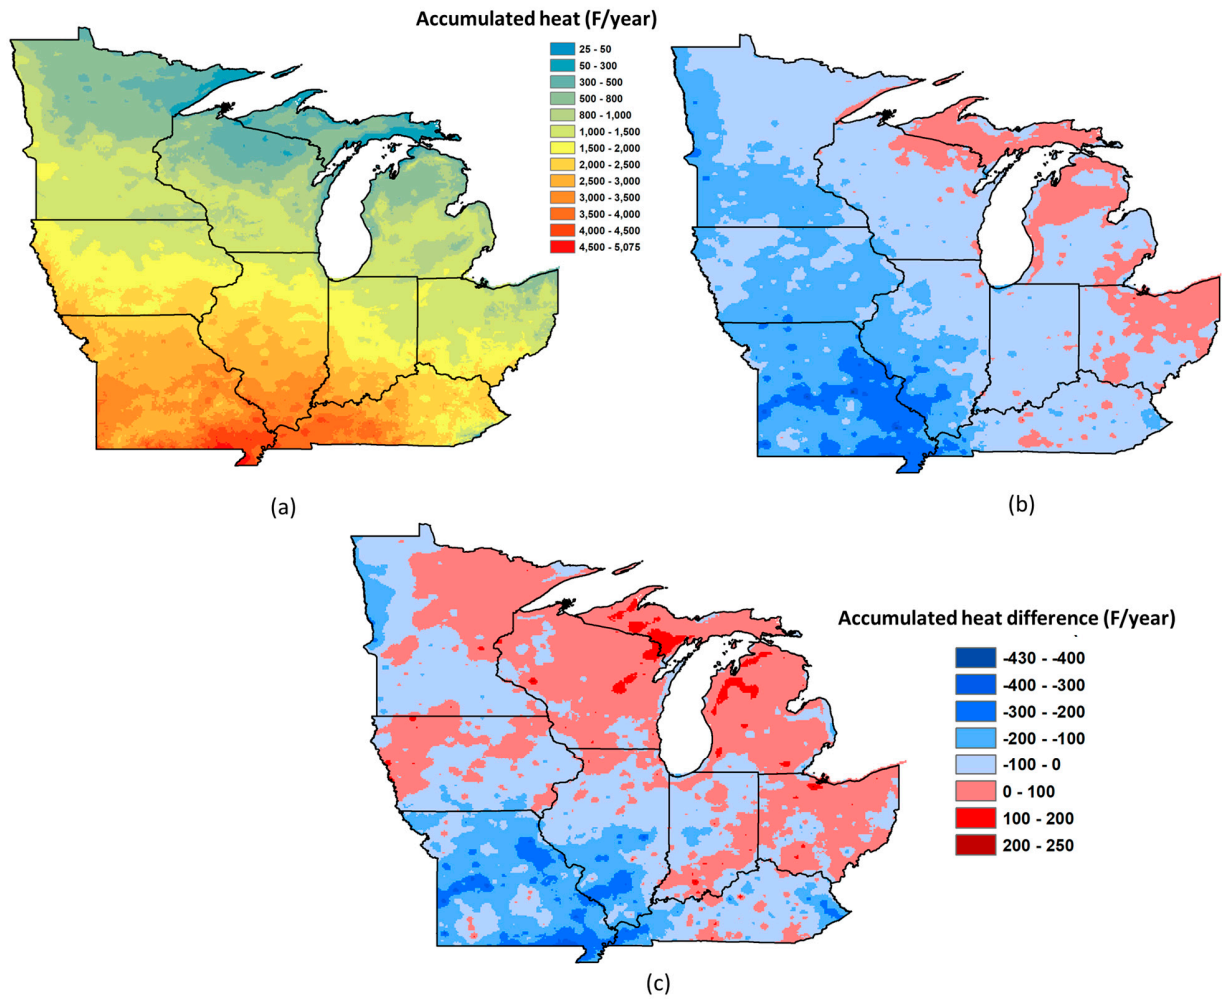 Accumulated heat (F/year)
25 - 50
50 - 300
300 - 500
500 - 800
800 - 1,000
1,000 - 1,500
1,500 - 2,000
2,000 - 2,500
2,500 - 3,000
3,000 - 3,500
3,500 - 4,000
4,000 - 4,500
4,500 - 5,075
(a)
(b)
Accumulated heat difference (F/year)
-430 - -400
-400 - -300
-300 - -200
-200 - -100
-100 - 0
0 - 100
100 - 200
200 - 250
(c)